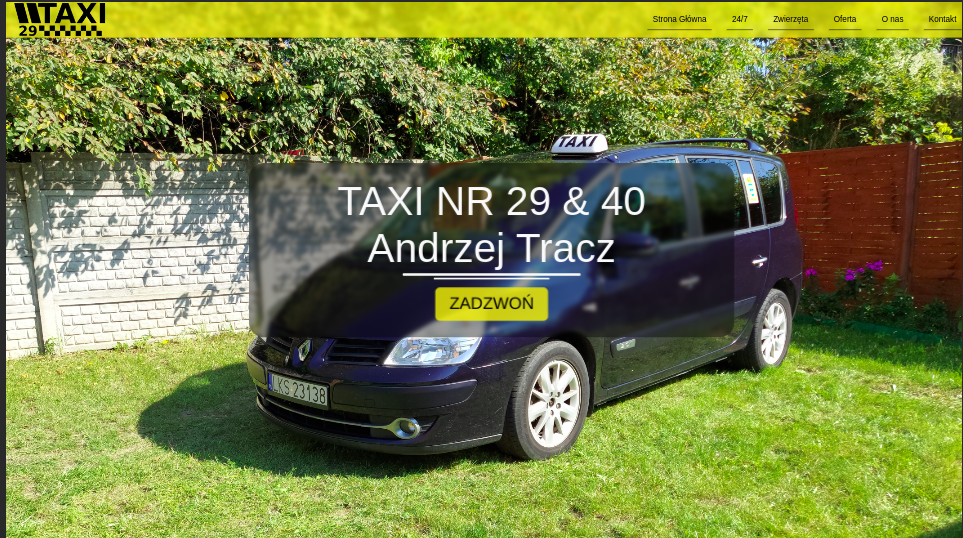 TAXI
29
Strona Główna
24/7
Zwierzęta
Oferta
O nas
Kontakt
TAXI
TAXI NR 29 & 40
Andrzej Tracz
ZADZWOŃ
LKS 23138